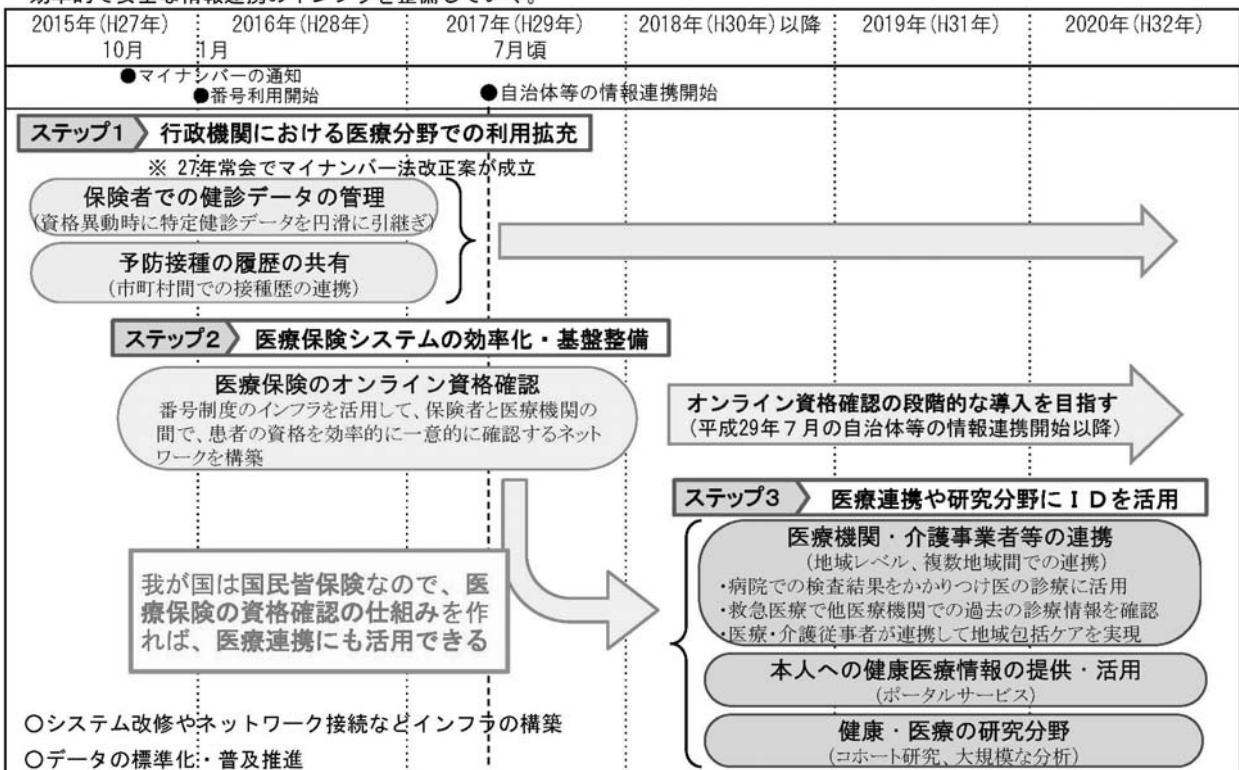 効率的で安全な情報連携のインフラを整備していく。
2015年(H27年) 2016年(H28年) 2017年(H29年) 2018年(H30年)以降 2019年(H31年) 2020年(H32年)
10月 1月 7月頃
●マイナンバーの通知
●番号利用開始
●自治体等の情報連携開始
ステップ1 行政機関における医療分野での利用拡充
※ 27年常会でマイナンバー法改正案が成立
保険者での健診データの管理
(資格異動時に特定健診データを円滑に引継ぎ)
予防接種の履歴の共有
(市町村間での接種歴の連携)
ステップ2 医療保険システムの効率化・基盤整備
医療保険のオンライン資格確認
番号制度のインフラを活用して、保険者と医療機関の
間で、患者の資格を効率的に一意的に確認するネット
ワークを構築
オンライン資格確認の段階的な導入を目指す
(平成29年7月の自治体等の情報連携開始以降)
ステップ3 医療連携や研究分野にIDを活用
医療機関・介護事業者等の連携
(地域レベル、複数地域間での連携)
・病院での検査結果をかかりつけ医の診療に活用
・救急医療で他医療機関での過去の診療情報を確認
・医療・介護従事者が連携して地域包括ケアを実現
我が国は国民皆保険なので、医
療保険の資格確認の仕組みを作
れば、医療連携にも活用できる
本人への健康医療情報の提供・活用
(ポータルサービス)
健康・医療の研究分野
(コホート研究、大規模な分析)
○システム改修やネットワーク接続などインフラの構築
○データの標準化・普及推進